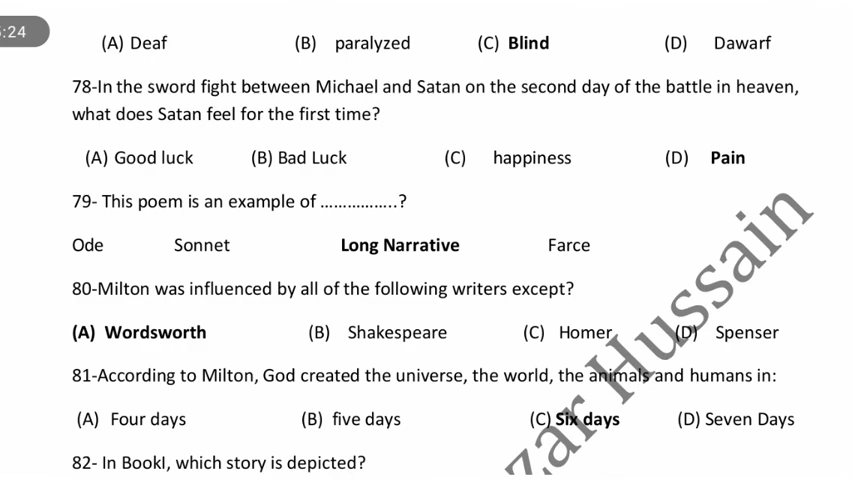 :24
(A) Deaf (B) paralyzed (C) Blind (D) Dawarf
78-In the sword fight between Michael and Satan on the second day of the battle in heaven,
what does Satan feel for the first time?
(A) Good luck (B) Bad Luck (C) happiness (D) Pain
79- This poem is an example of ................?
Ode Sonnet Long Narrative Farce
80-Milton was influenced by all of the following writers except?
(A) Wordsworth (B) Shakespeare (C) Homer (D) Spenser
81-According to Milton, God created the universe, the world, the animals and humans in:
(A) Four days (B) five days (C) Six days (D) Seven Days
82- In BookI, which story is depicted?
zar Hussain